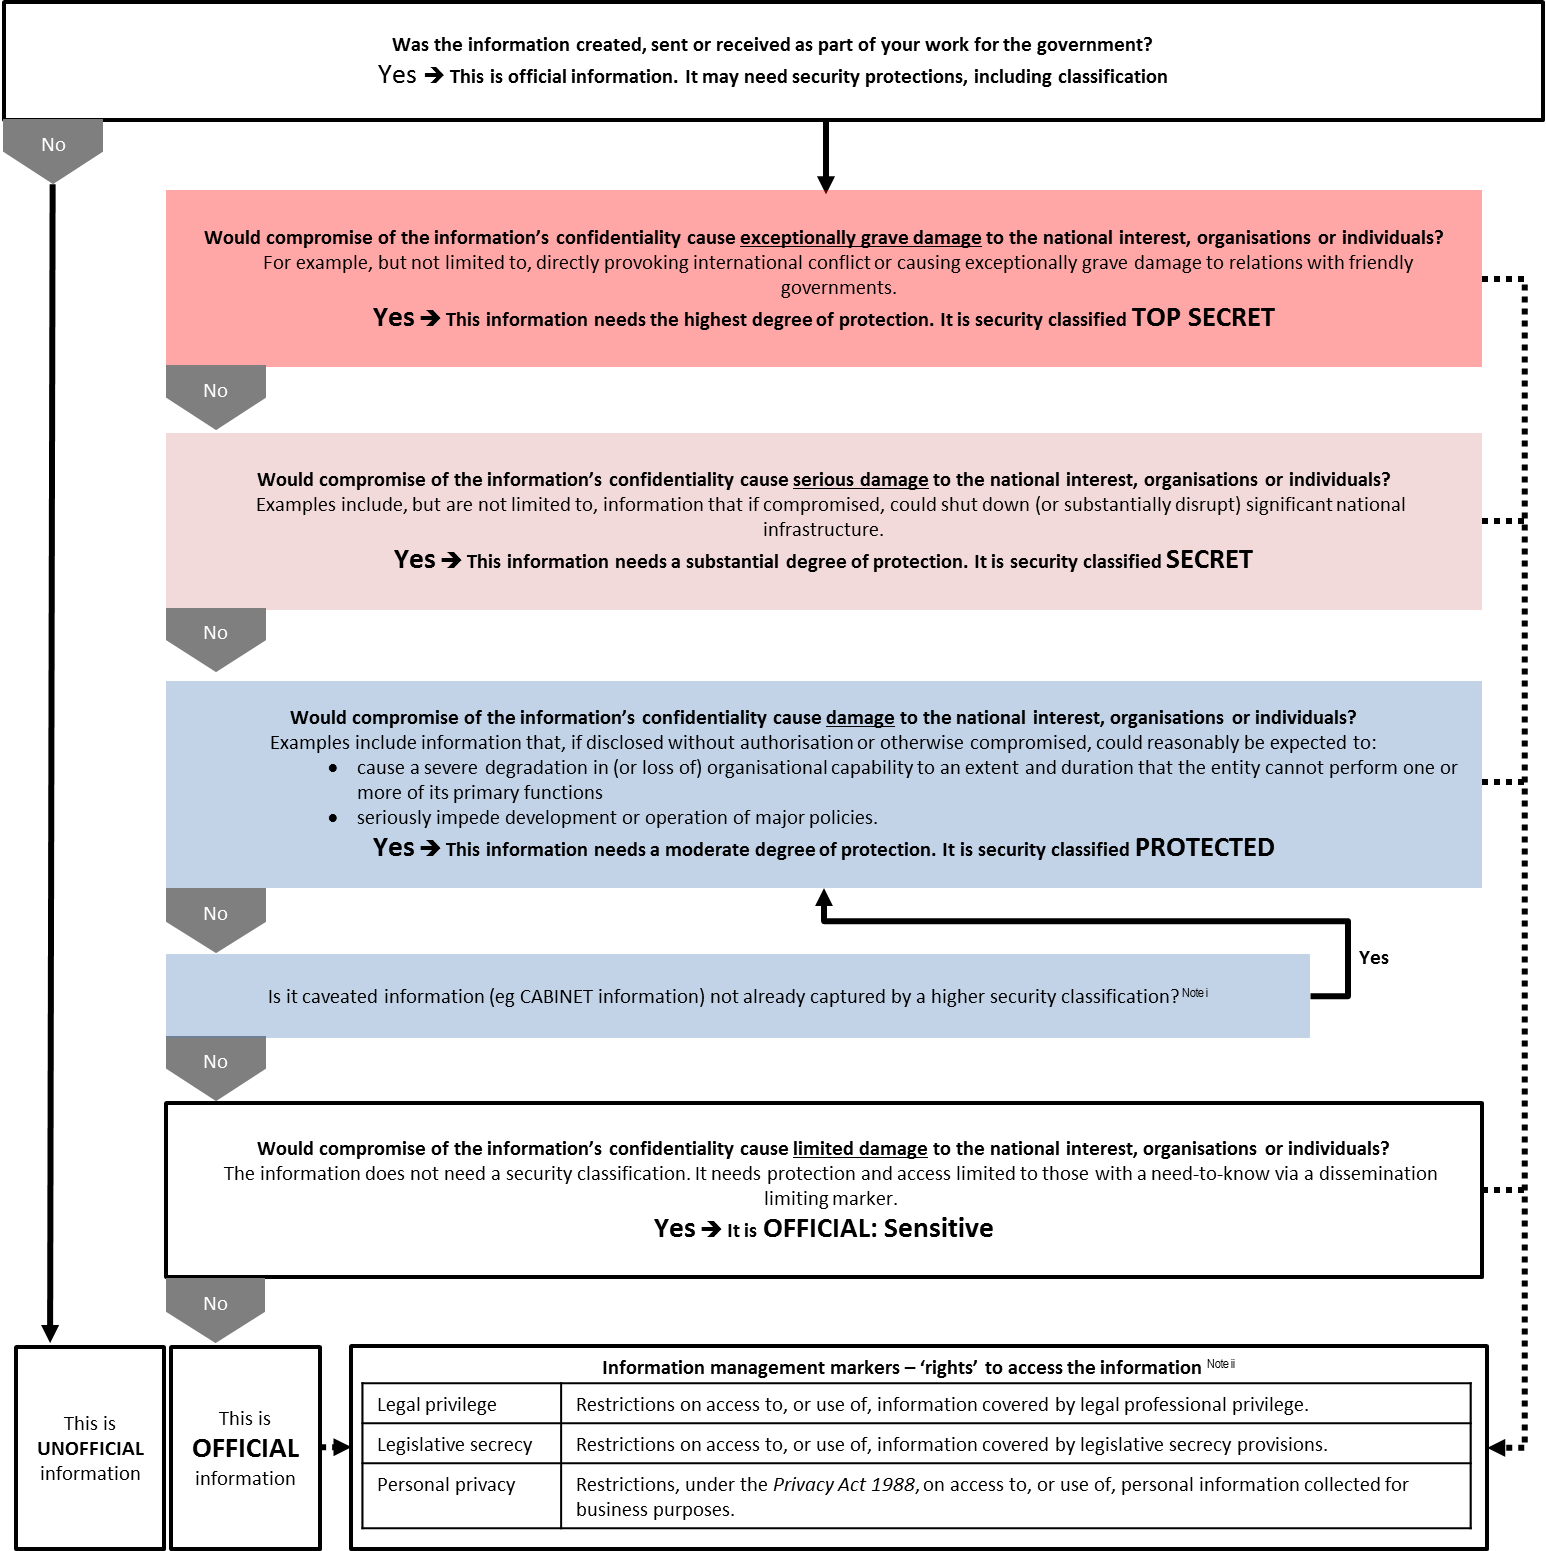 Was the information created, sent or received as part of your work for the government?
Yes ➔ This is official information. It may need security protections, including classification
No
Would compromise of the information’s confidentiality cause exceptionally grave damage to the national interest, organisations or individuals?
For example, but not limited to, directly provoking international conflict or causing exceptionally grave damage to relations with friendly
governments.
Yes ➔ This information needs the highest degree of protection. It is security classified TOP SECRET
No
Would compromise of the information’s confidentiality cause serious damage to the national interest, organisations or individuals?
Examples include, but are not limited to, information that if compromised, could shut down (or substantially disrupt) significant national
infrastructure.
Yes ➔ This information needs a substantial degree of protection. It is security classified SECRET
No
Would compromise of the information’s confidentiality cause damage to the national interest, organisations or individuals?
Examples include information that, if disclosed without authorisation or otherwise compromised, could reasonably be expected to:
• cause a severe degradation in (or loss of) organisational capability to an extent and duration that the entity cannot perform one or
more of its primary functions
• seriously impede development or operation of major policies.
Yes ➔ This information needs a moderate degree of protection. It is security classified PROTECTED
No
Yes
Is it caveated information (eg CABINET information) not already captured by a higher security classification? Note i
No
Would compromise of the information’s confidentiality cause limited damage to the national interest, organisations or individuals?
The information does not need a security classification. It needs protection and access limited to those with a need-to-know via a dissemination
limiting marker.
Yes ➔ It is OFFICIAL: Sensitive
No
This is
UNOFFICIAL
information
This is
OFFICIAL
information
Information management markers – ‘rights’ to access the information Note ii
Legal privilege Restrictions on access to, or use of, information covered by legal professional privilege.
Legislative secrecy Restrictions on access to, or use of, information covered by legislative secrecy provisions.
Personal privacy Restrictions, under the Privacy Act 1988, on access to, or use of, personal information collected for
business purposes.